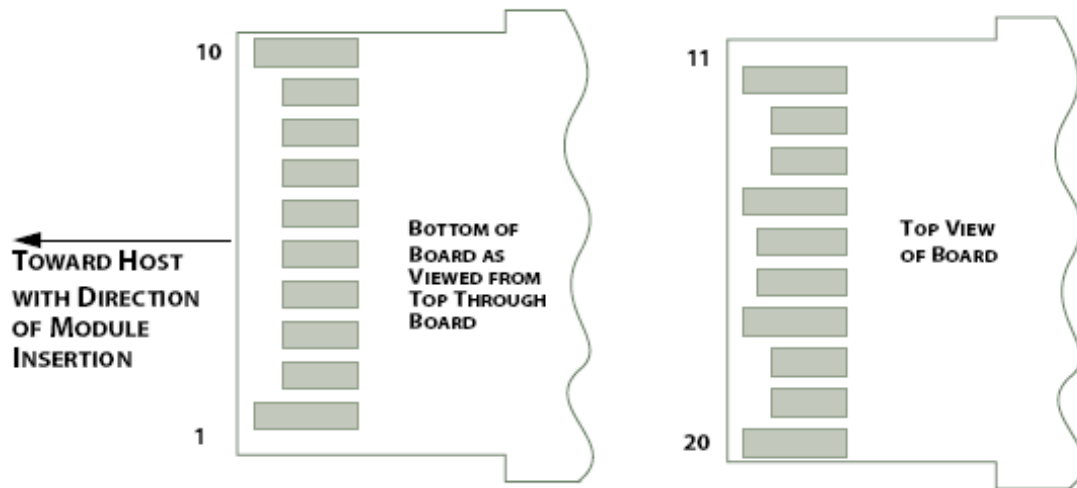 10
1
TOWARD HOST
WITH DIRECTION
OF MODULE
INSERTION
BOTTOM OF
BOARD AS
VIEWED FROM
TOP THROUGH
BOARD
11
20
TOP VIEW
OF BOARD